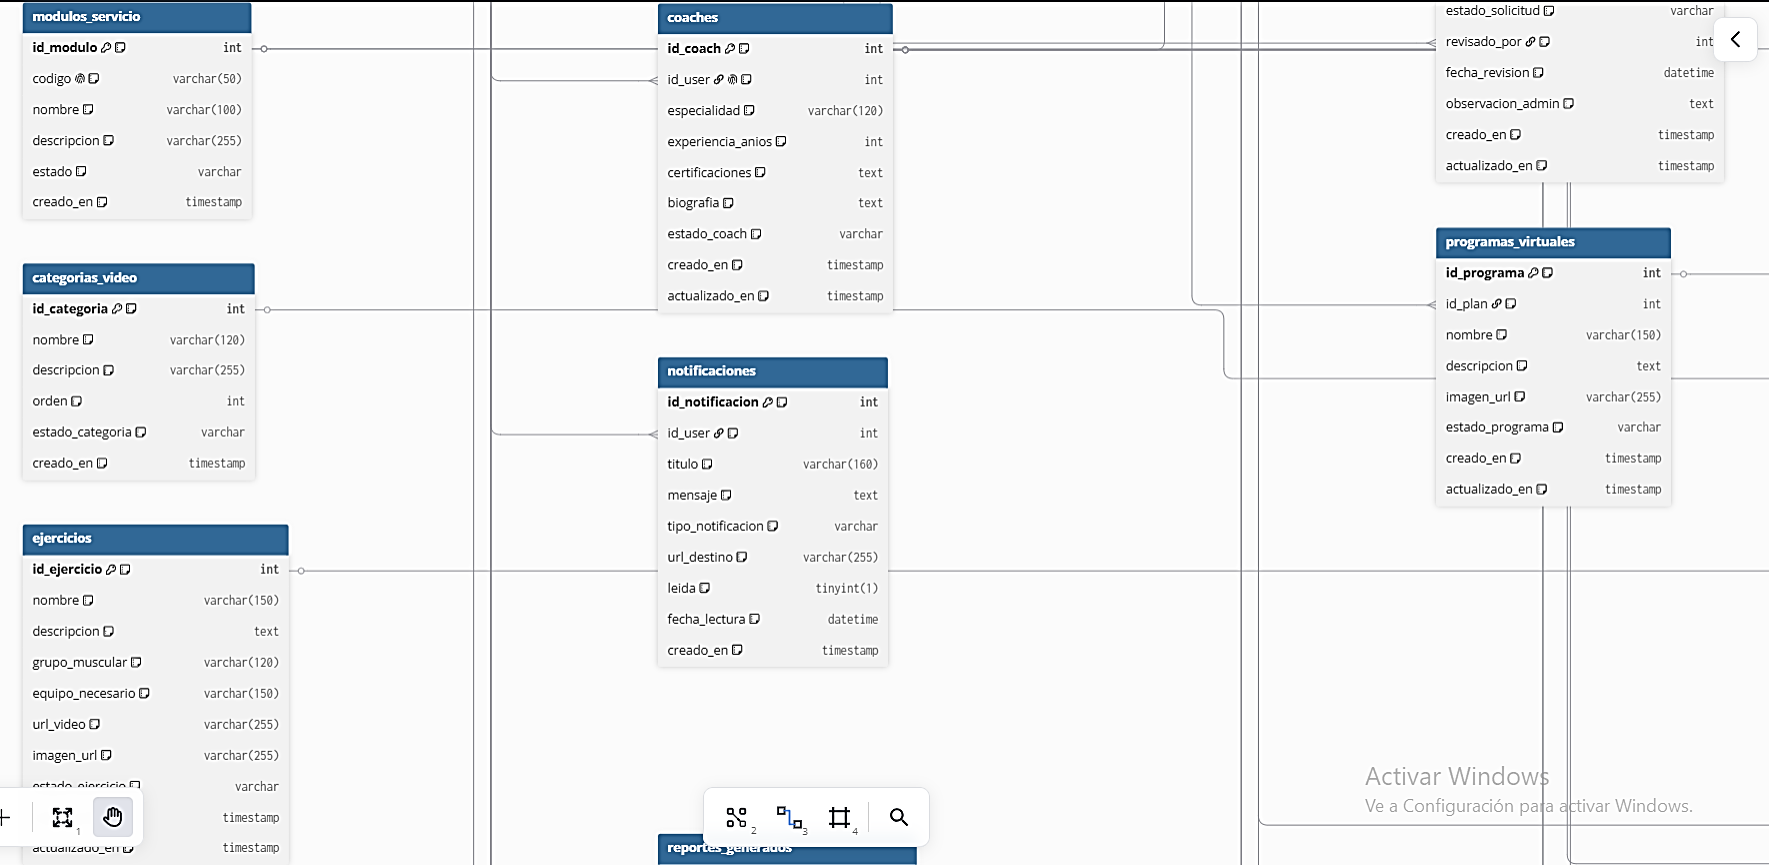 modulos_servicio
id_modulo int
codigo varchar(50)
nombre varchar(100)
descripcion varchar(255)
estado varchar
creado_en timestamp
categorias_video
id_categoria int
nombre varchar(120)
descripcion varchar(255)
orden int
estado_categoria varchar
creado_en timestamp
ejercicios
id_ejercicio int
nombre varchar(150)
descripcion text
grupo_muscular varchar(120)
equipo_necesario varchar(150)
url_video varchar(255)
imagen_url varchar(255)
estado_ejercicio varchar
timestamp
actualizado_en timestamp
coaches
id_coach int
id_user int
especialidad varchar(120)
experiencia_anios int
certificaciones text
biografia text
estado_coach varchar
creado_en timestamp
actualizado_en timestamp
notificaciones
id_notificacion int
id_user int
titulo varchar(160)
mensaje text
tipo_notificacion varchar
url_destino varchar(255)
leida tinyint(1)
fecha_lectura datetime
creado_en timestamp
reportes_generados
estado_solicitud varchar
revisado_por int
fecha_revision datetime
observacion_admin text
creado_en timestamp
actualizado_en timestamp
programas_virtuales
id_programa int
id_plan int
nombre varchar(150)
descripcion text
imagen_url varchar(255)
estado_programa varchar
creado_en timestamp
actualizado_en timestamp
1
2
3
4
Activar Windows
Ve a Configuración para activar Windows.